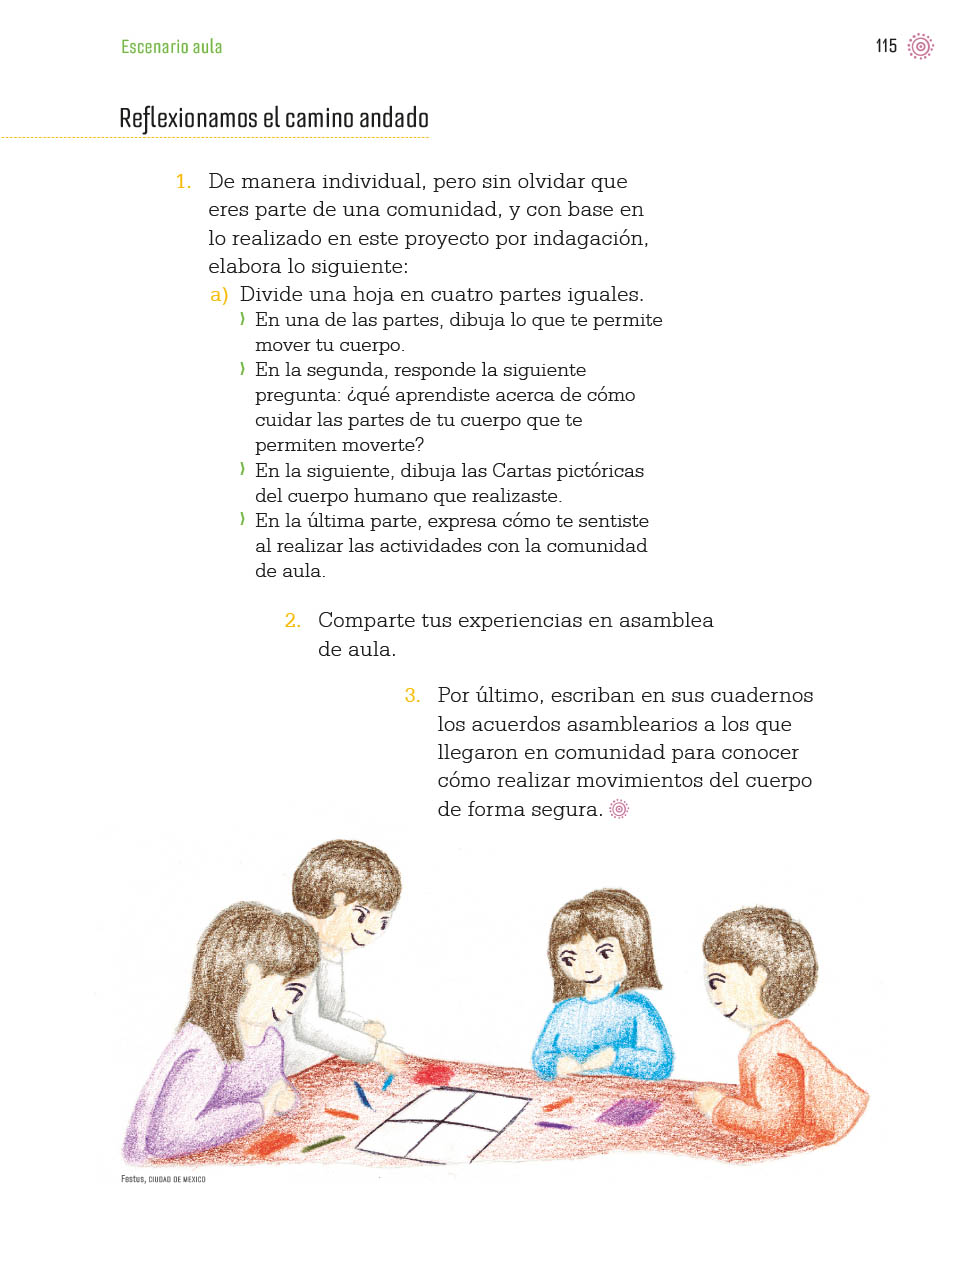 Escenario aula
115
Reflexionamos el camino andado
1. De manera individual, pero sin olvidar que
eres parte de una comunidad, y con base en
lo realizado en este proyecto por indagación,
elabora lo siguiente:
a) Divide una hoja en cuatro partes iguales.
En una de las partes, dibuja lo que te permite
mover tu cuerpo.
En la segunda, responde la siguiente
pregunta: ¿qué aprendiste acerca de cómo
cuidar las partes de tu cuerpo que te
permiten moverte?
En la siguiente, dibuja las Cartas pictóricas
del cuerpo humano que realizaste.
En la última parte, expresa cómo te sentiste
al realizar las actividades con la comunidad
de aula.
2. Comparte tus experiencias en asamblea
de aula.
3. Por último, escriban en sus cuadernos
los acuerdos asamblearios a los que
llegaron en comunidad para conocer
cómo realizar movimientos del cuerpo
de forma segura.
Festus, CIUDAD DE MEXICO